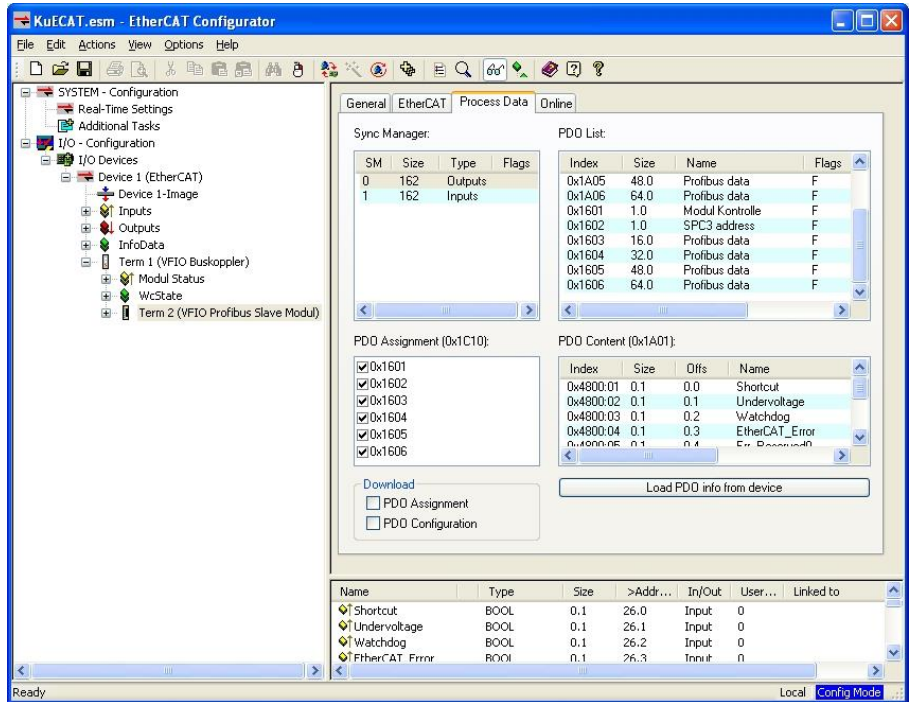 KuECAT.esm - EtherCAT Configurator
File Edit Actions View Options Help
SYSTEM - Configuration
Real-Time Settings
Additional Tasks
I/O - Configuration
I/O Devices
Device 1 (EtherCAT)
Device 1-Image
Inputs
Outputs
InfoData
Term 1 (VFIO Buskoppler)
Modul Status
WcState
Term 2 (VFIO Profibus Slave Modul)
General EtherCAT Process Data Online
Sync Manager:
SM Size Type Flags
0 162 Outputs
1 162 Inputs
PDO List:
Index Size Name Flags
0x1A05 48.0 Profibus data F
0x1A06 64.0 Profibus data F
0x1601 1.0 Modul Kontrolle F
0x1602 1.0 SPC3 address F
0x1603 16.0 Profibus data F
0x1604 32.0 Profibus data F
0x1605 48.0 Profibus data F
0x1606 64.0 Profibus data F
PDO Assignment (0x1C10):
0x1601
0x1602
0x1603
0x1604
0x1605
0x1606
PDO Content (0x1A01):
Index Size Offs Name
0x4800:01 0.1 0.0 Shortcut
0x4800:02 0.1 0.1 Undervoltage
0x4800:03 0.1 0.2 Watchdog
0x4800:04 0.1 0.3 EtherCAT_Error
0x4800:05 0.1 0.4 Err_Reserved0
Download
PDO Assignment
PDO Configuration
Load PDO info from device
Name Type Size >Addr... In/Out User... Linked to
Shortcut BOOL 0.1 26.0 Input 0
Undervoltage BOOL 0.1 26.1 Input 0
Watchdog BOOL 0.1 26.2 Input 0
EtherCAT_Error BOOL 0.1 26.3 Input 0
Ready
Local Config Mode